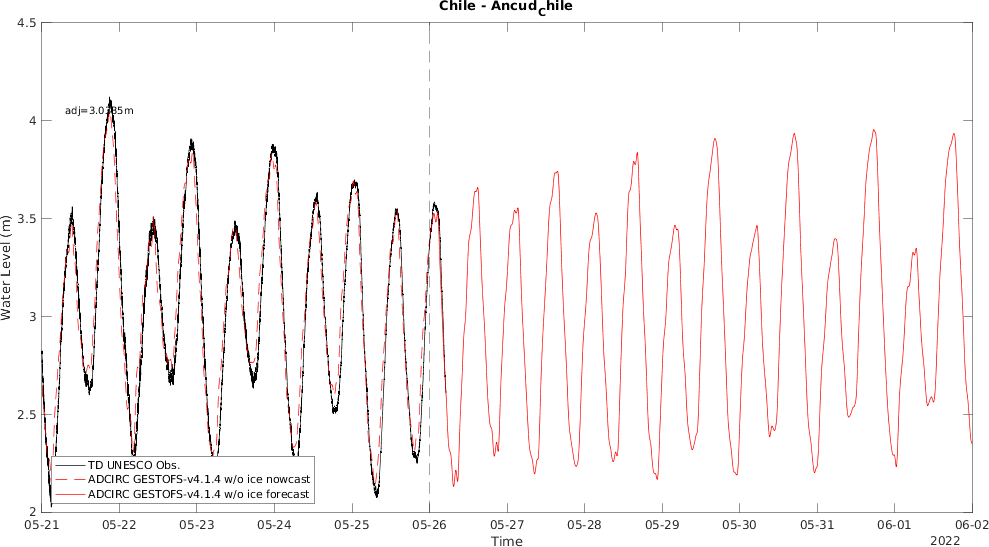 Chile - Ancud_Chile
4.5
4
3.5
3
2.5
2
Water Level (m)
TD UNESCO Obs.
ADCIRC GESTOFS-v4.1.4 w/o ice nowcast
ADCIRC GESTOFS-v4.1.4 w/o ice forecast
05-21 05-22 05-23 05-24 05-25 05-26 05-27 05-28 05-29 05-30 05-31 06-01 06-02
Time
2022